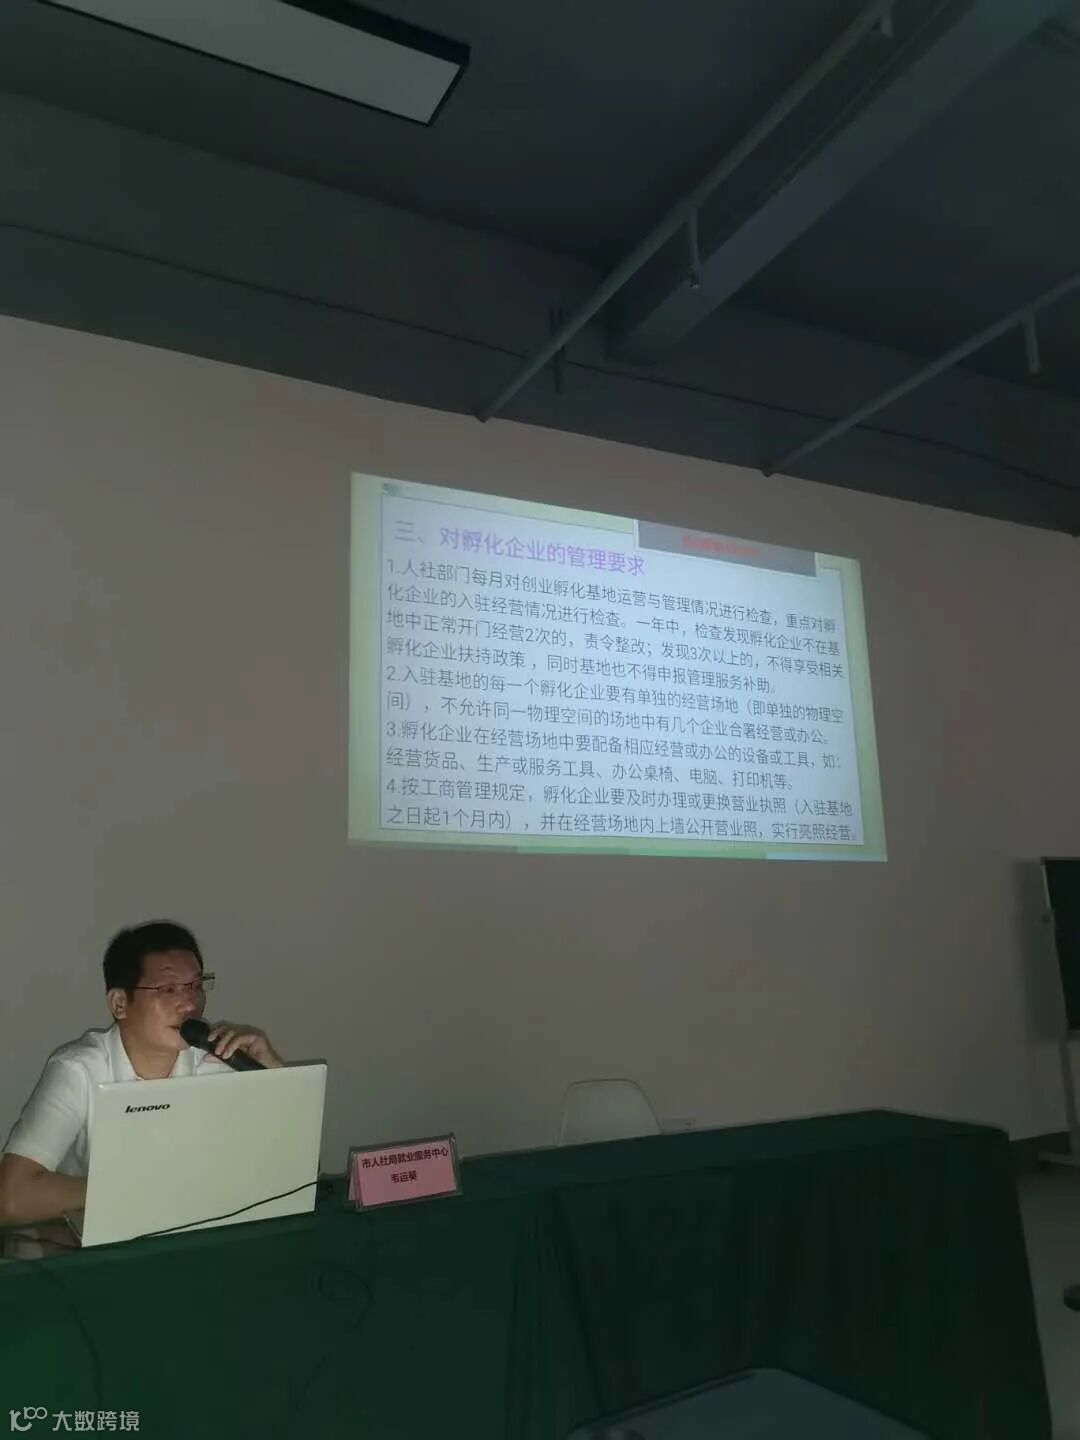 三、对孵化企业的管理要求
1.人社部门每月对创业孵化基地运营与管理情况进行检查，重点对孵
化企业的入驻经营情况进行检查。一年中，检查发现孵化企业不在基
地中正常开门经营2次的，责令整改；发现3次以上的，不得享受相关
孵化企业扶持政策，同时基地也不得申报管理服务补助。
2.入驻基地的每一个孵化企业要有单独的经营场地（即单独的物理空
间），不允许同一物理空间的场地中有几个企业合署经营或办公。
3.孵化企业在经营场地中要配备相应经营或办公的设备或工具，如：
经营货品、生产或服务工具、办公桌椅、电脑、打印机等。
4.按工商管理规定，孵化企业要及时办理或更换营业执照（入驻基地
之日起1个月内），并在经营场地内上墙公开营业照，实行亮照经营。
lenovo
市人社局就业服务中心
韦运葵
大数跨境